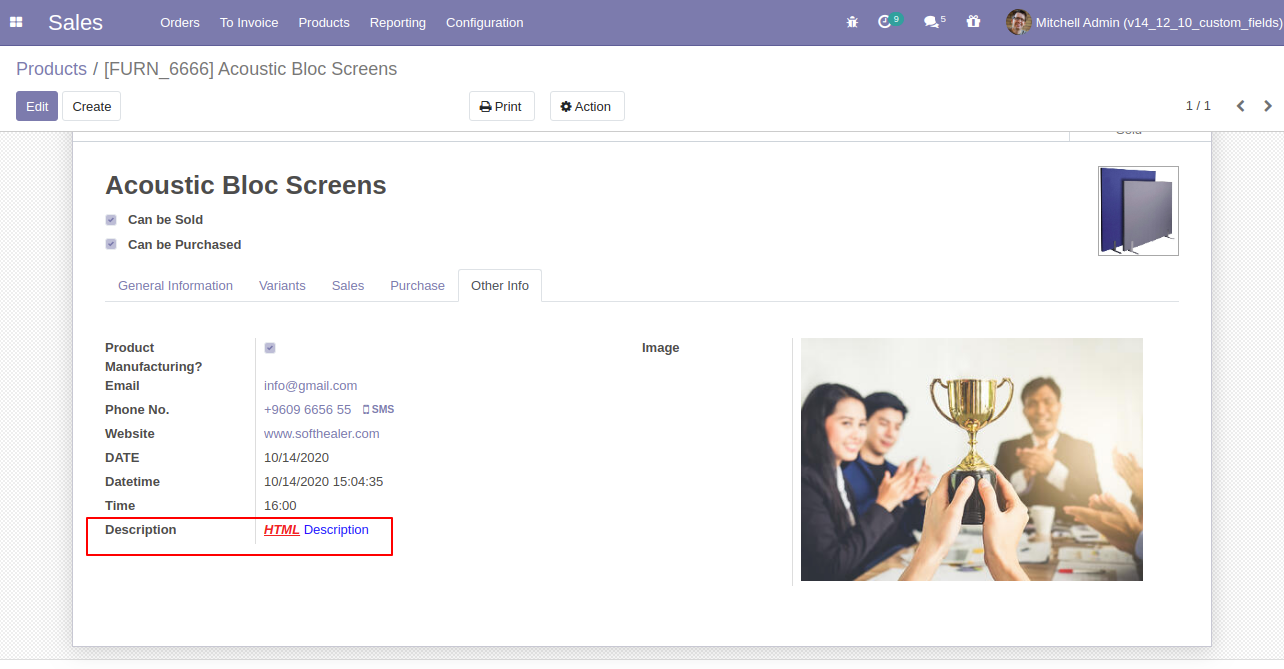 Sales Orders To Invoice Products Reporting Configuration 9 5 Mitchell Admin (v14_12_10_custom_fields)
Products / [FURN_6666] Acoustic Bloc Screens
Edit Create Print Action 1 / 1
Sold
Acoustic Bloc Screens
Can be Sold
Can be Purchased
General Information Variants Sales Purchase Other Info
Product
Manufacturing?
Email info@gmail.com
Phone No. +9609 6656 55 SMS
Website www.softhealer.com
DATE 10/14/2020
Datetime 10/14/2020 15:04:35
Time 16:00
Description HTML Description
Image